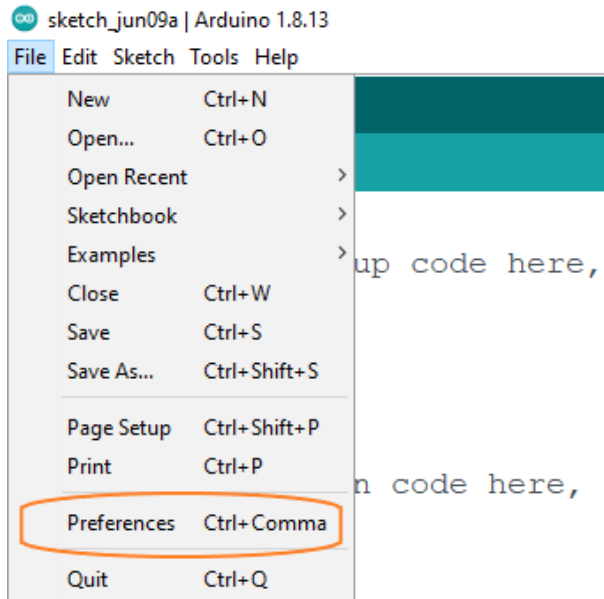 sketch_jun09a | Arduino 1.8.13
File Edit Sketch Tools Help
New Ctrl+N
Open... Ctrl+O
Open Recent
Sketchbook
Examples
up code here,
Close Ctrl+W
Save Ctrl+S
Save As... Ctrl+Shift+S
Page Setup Ctrl+Shift+P
Print Ctrl+P
n code here,
Preferences Ctrl+Comma
Quit Ctrl+Q